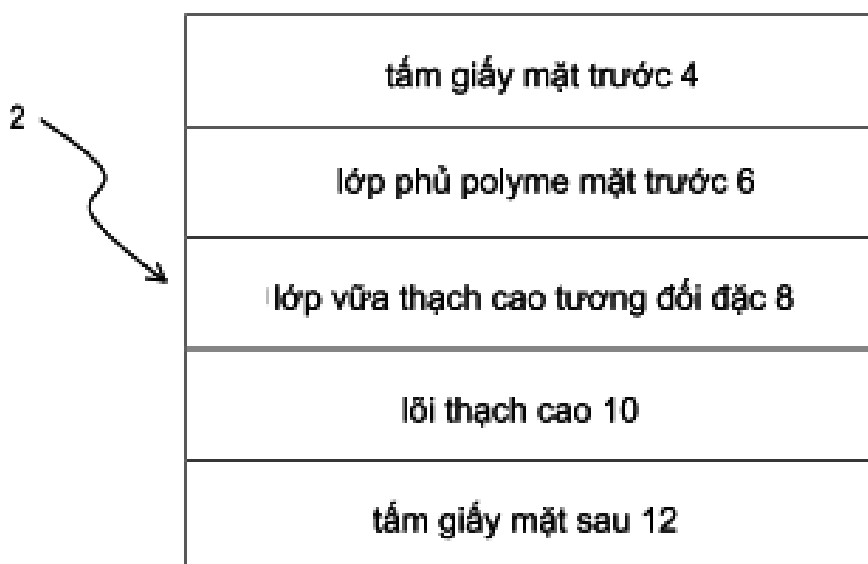 tấm giấy mặt trước 4
2
lớp phủ polyme mặt trước 6
lớp vữa thạch cao tương đối đặc 8
lõi thạch cao 10
tấm giấy mặt sau 12